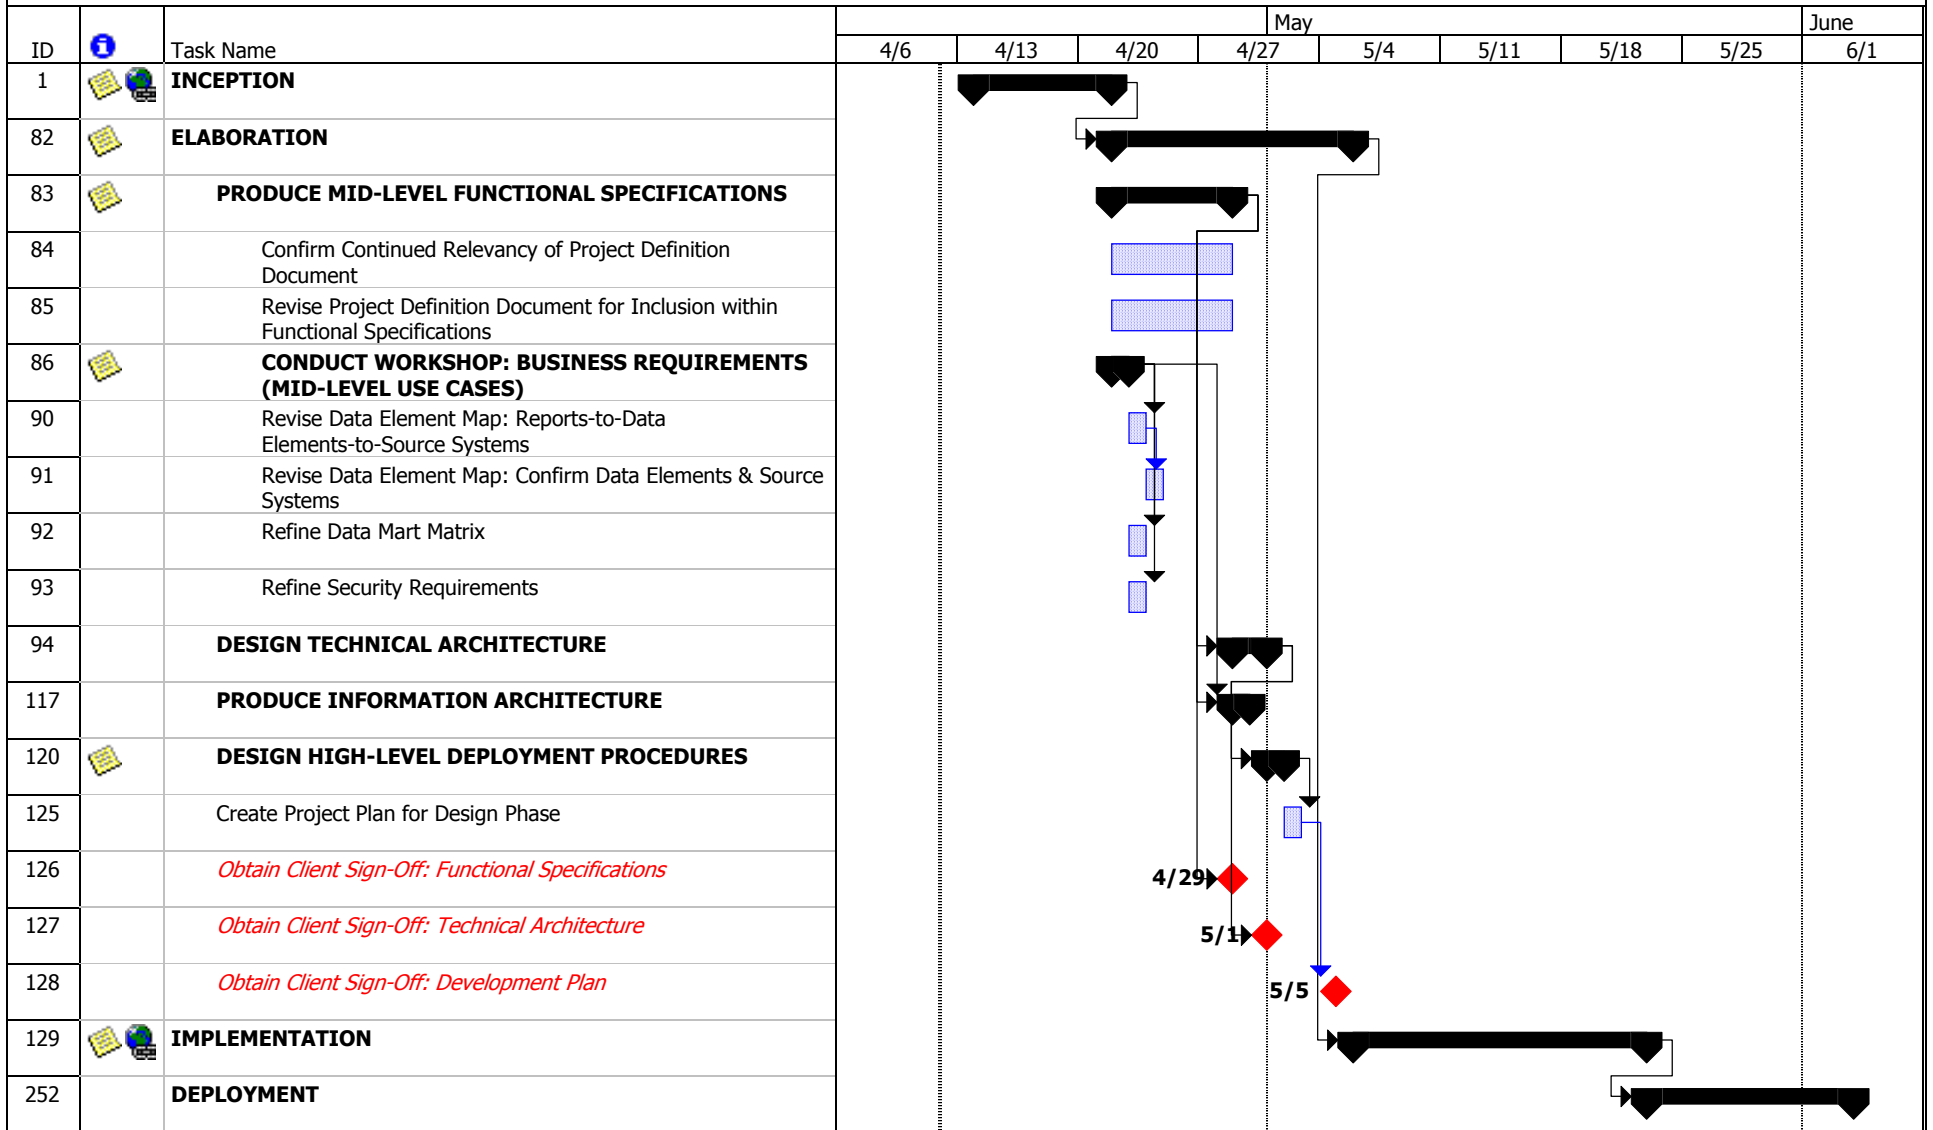 May
June
ID
Task Name
4/6
4/13
4/20
4/27
5/4
5/11
5/18
5/25
6/1
1
INCEPTION
82
ELABORATION
83
PRODUCE MID-LEVEL FUNCTIONAL SPECIFICATIONS
84
Confirm Continued Relevancy of Project Definition
Document
85
Revise Project Definition Document for Inclusion within
Functional Specifications
86
CONDUCT WORKSHOP: BUSINESS REQUIREMENTS
(MID-LEVEL USE CASES)
90
Revise Data Element Map: Reports-to-Data
Elements-to-Source Systems
91
Revise Data Element Map: Confirm Data Elements & Source
Systems
92
Refine Data Mart Matrix
93
Refine Security Requirements
94
DESIGN TECHNICAL ARCHITECTURE
117
PRODUCE INFORMATION ARCHITECTURE
120
DESIGN HIGH-LEVEL DEPLOYMENT PROCEDURES
125
Create Project Plan for Design Phase
126
Obtain Client Sign-Off: Functional Specifications
4/29
127
Obtain Client Sign-Off: Technical Architecture
5/1
128
Obtain Client Sign-Off: Development Plan
5/5
129
IMPLEMENTATION
252
DEPLOYMENT